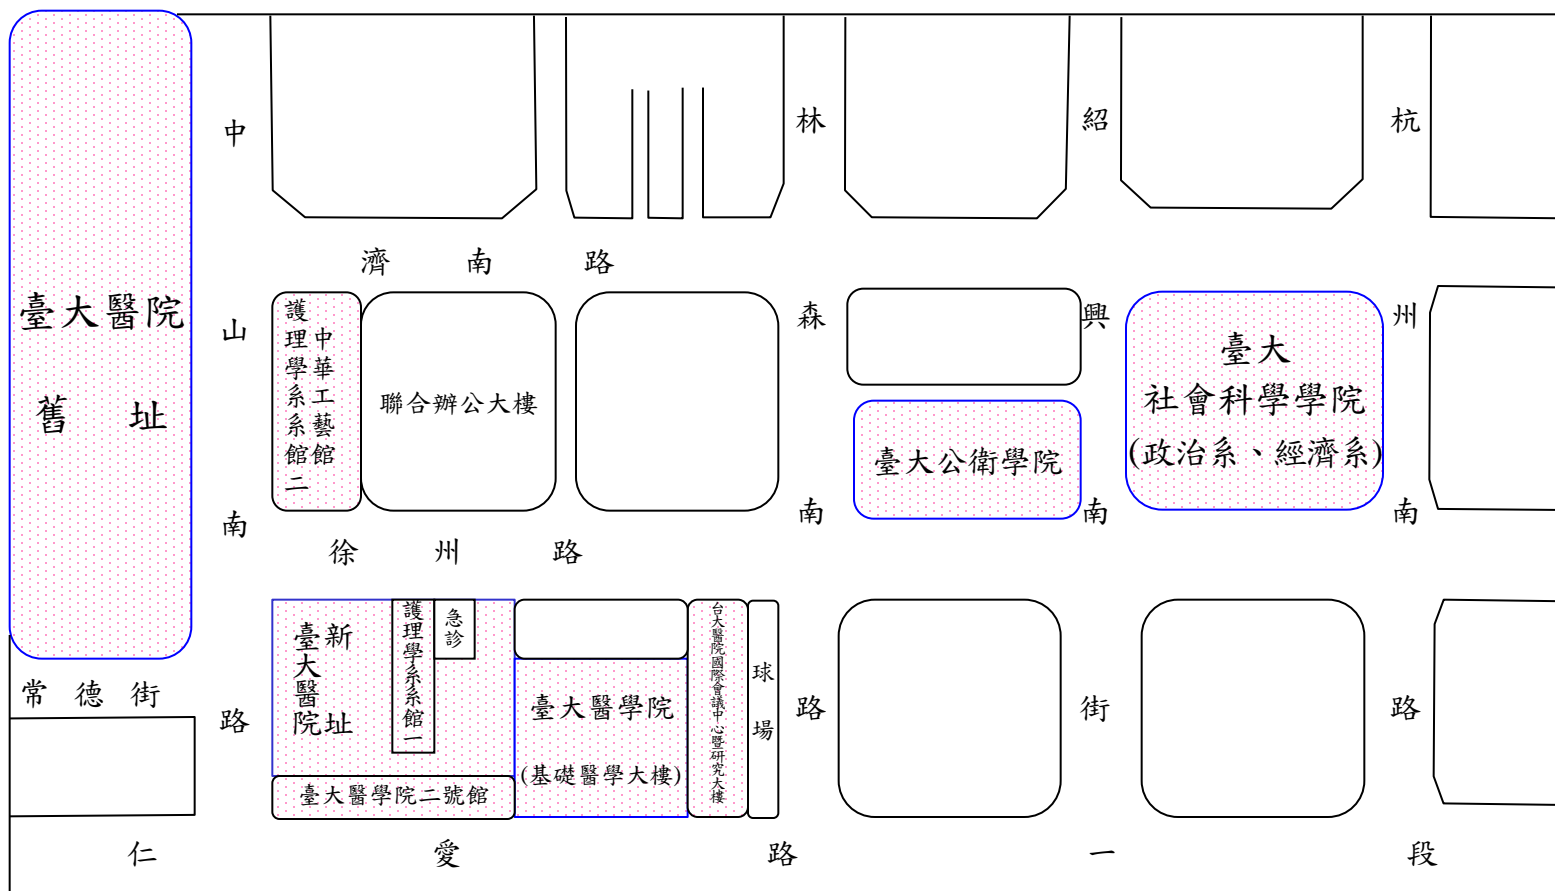 臺大醫院
舊址
常德街
中山南路
濟南路
林森南路
紹興南街
杭州南路
護理學系系館二
中華工藝館
聯合辦公大樓
臺大公衛學院
臺大
社會科學學院
(政治系、經濟系)
徐州路
臺大醫院
新址
護理學系系館一
急診
臺大醫學院
(基礎醫學大樓)
台大醫院國際會議中心暨研究大樓
球場
臺大醫學院二號館
仁愛路一段